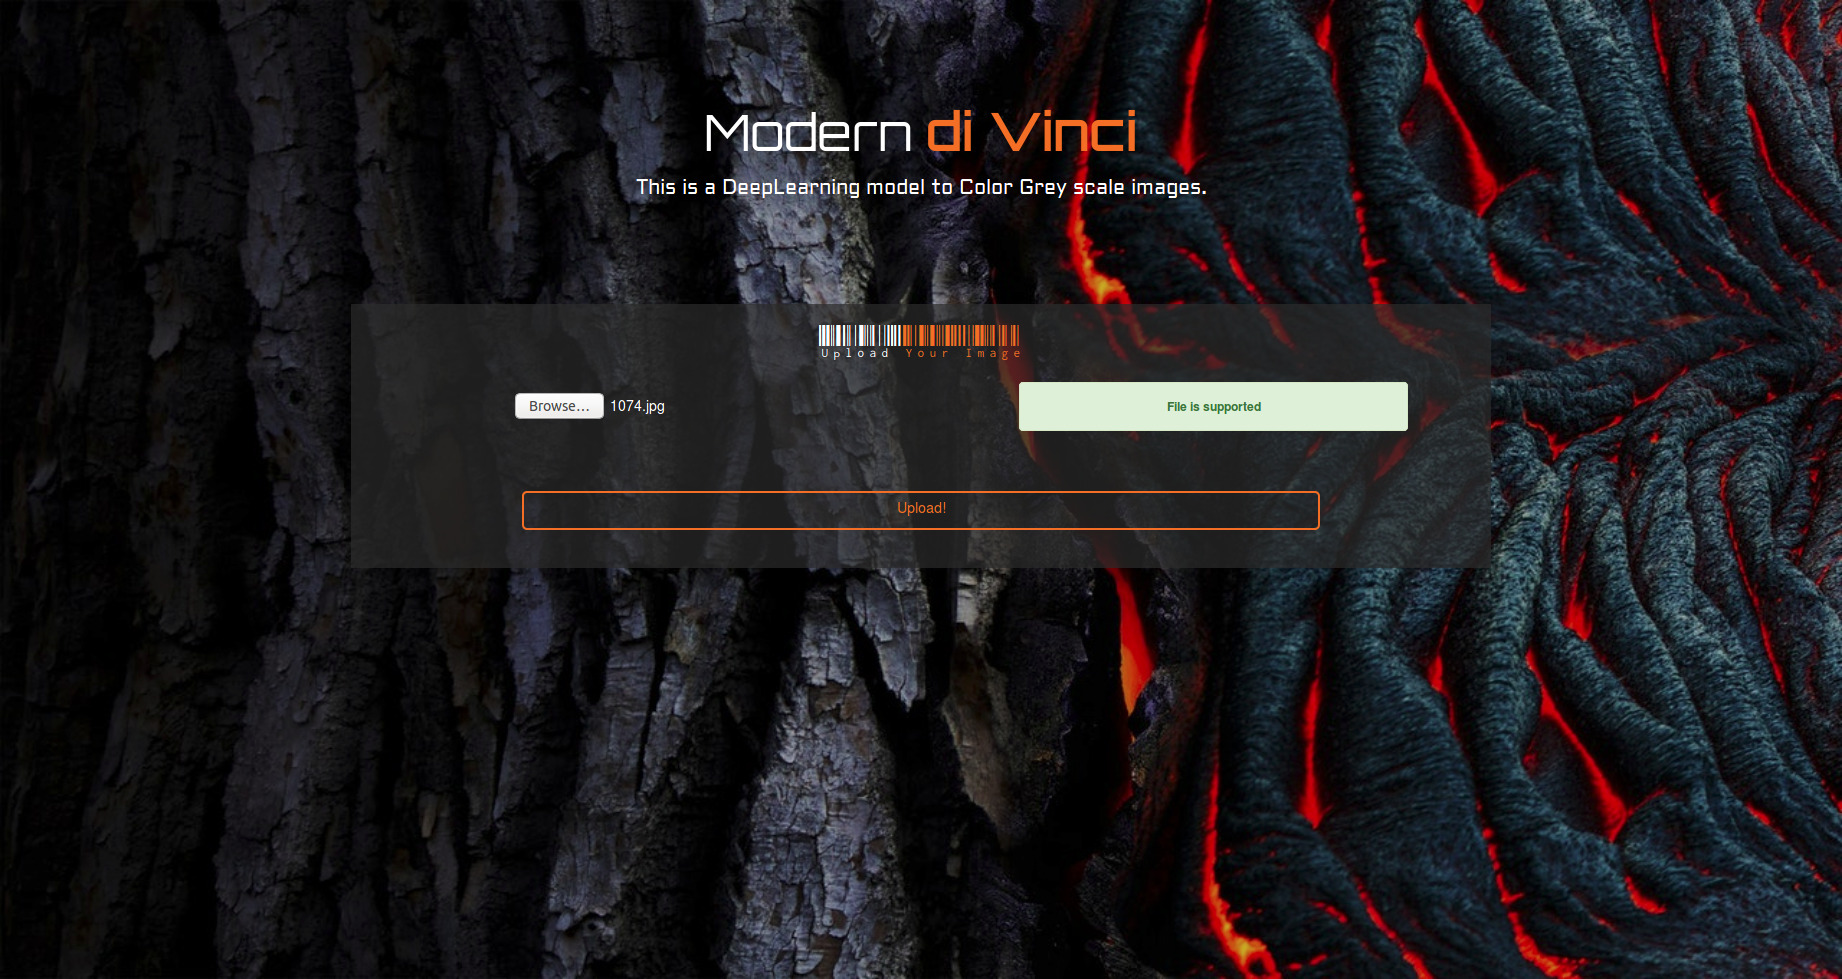 Modern di Vinci
This is a DeepLearning model to Color Grey scale images.
Upload Your Image
Browse... 1074.jpg
File is supported
Upload!